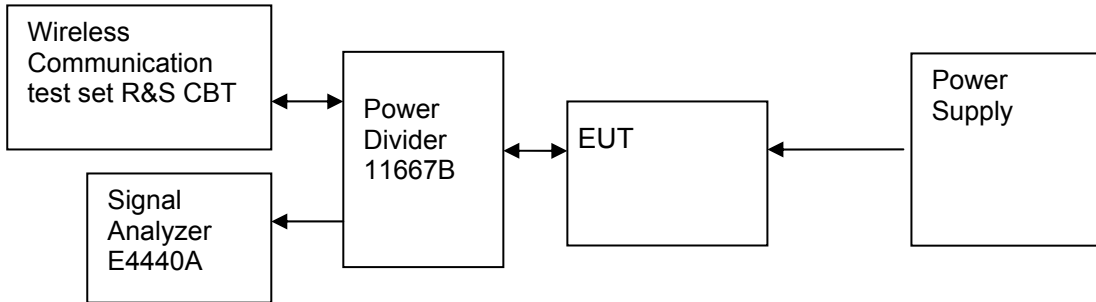 Wireless
Communication
test set R&S CBT
Power
Divider
11667B
EUT
Power
Supply
Signal
Analyzer
E4440A